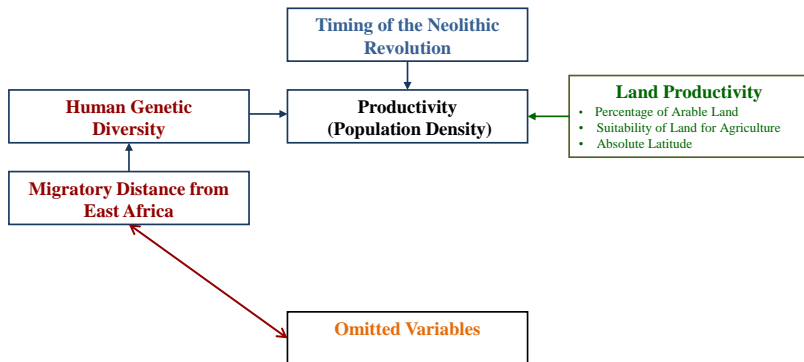 Timing of the Neolithic
Revolution
Human Genetic
Diversity
Productivity
(Population Density)
Land Productivity
• Percentage of Arable Land
• Suitability of Land for Agriculture
• Absolute Latitude
Migratory Distance from
East Africa
Omitted Variables